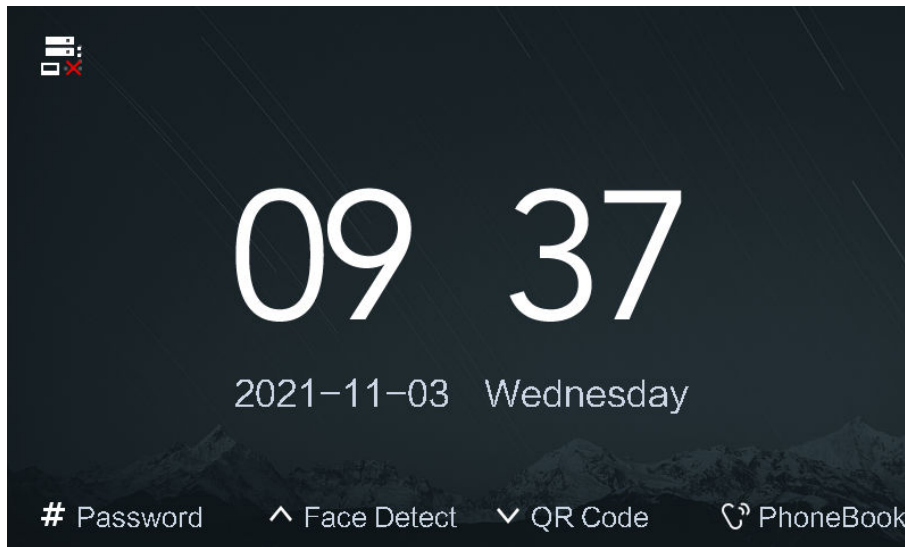 09 37
2021-11-03 Wednesday
# Password ^ Face Detect ﹀ QR Code PhoneBook